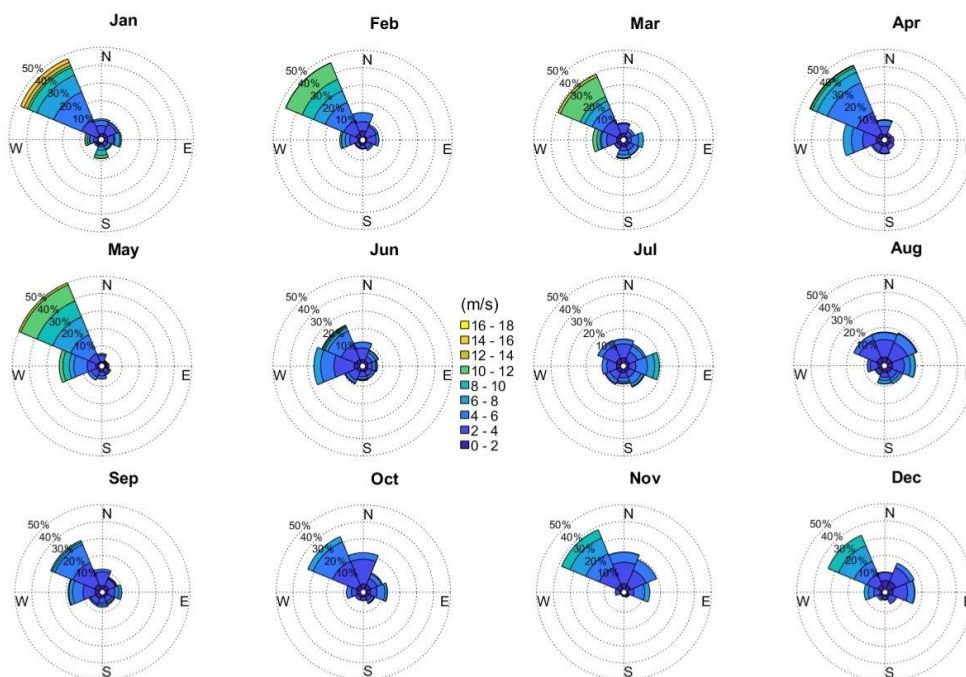 Jan
Feb
Mar
Apr
N
50%
40%
30%
20%
10%
W
E
S
N
50%
40%
30%
20%
10%
W
E
S
N
50%
40%
30%
20%
10%
W
E
S
N
50%
40%
30%
20%
10%
W
E
S
May
Jun
Jul
Aug
N
50%
40%
30%
20%
10%
W
E
S
N
50%
40%
30%
20%
10%
W
E
S
(m/s)
16 - 18
14 - 16
12 - 14
10 - 12
8 - 10
6 - 8
4 - 6
2 - 4
0 - 2
N
50%
40%
30%
20%
10%
W
E
S
N
50%
40%
30%
20%
10%
W
E
S
Sep
Oct
Nov
Dec
N
50%
40%
30%
20%
10%
W
E
S
N
50%
40%
30%
20%
10%
W
E
S
N
50%
40%
30%
20%
10%
W
E
S
N
50%
40%
30%
20%
10%
W
E
S